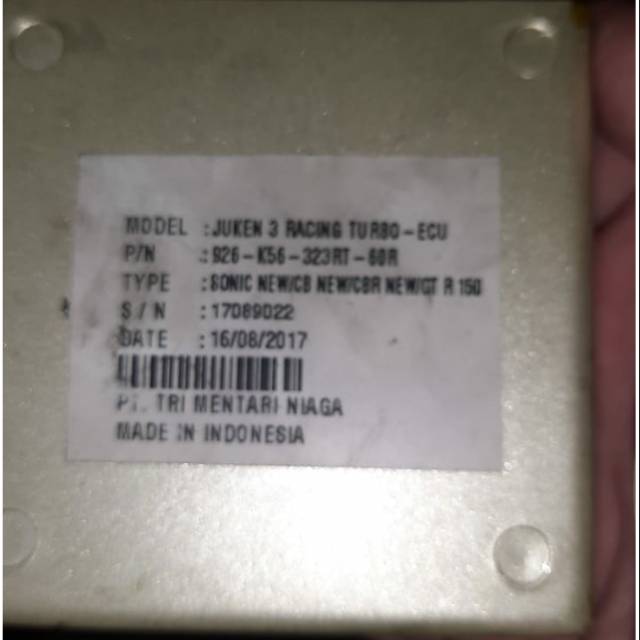 MODEL : JUKEN 3 RACING TURBO-ECU
P/N : 926-K56-323RT-60R
TYPE : SONIC NEW/CB NEW/CBR NEW/GT R 150
S/N : 17089022
DATE : 16/08/2017
PT. TRI MENTARI NIAGA
MADE IN INDONESIA